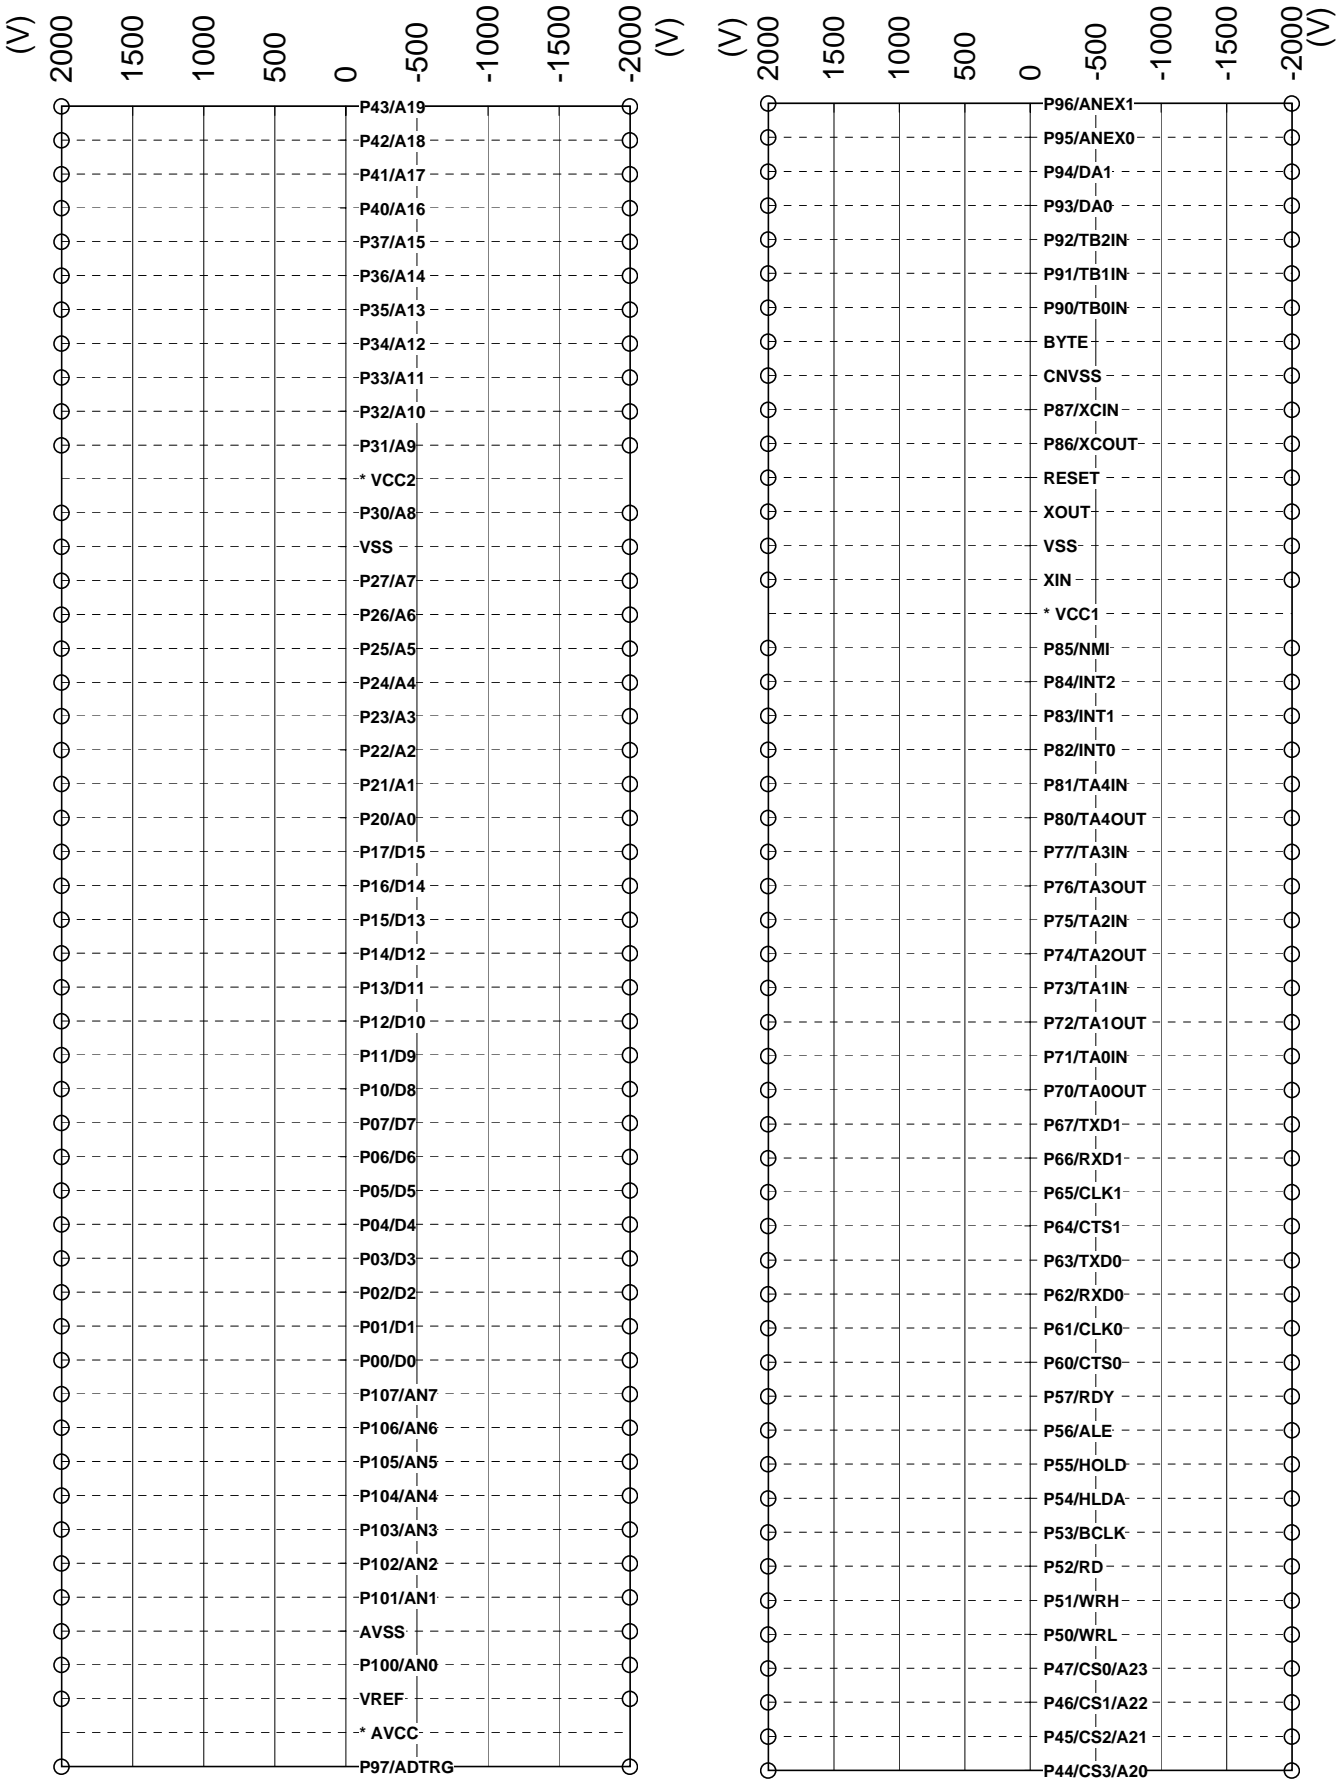 (V) 2000 1500 1000 500 0 -500 -1000 -1500 -2000 (V)
P43/A19
P42/A18
P41/A17
P40/A16
P37/A15
P36/A14
P35/A13
P34/A12
P33/A11
P32/A10
P31/A9
* VCC2
P30/A8
VSS
P27/A7
P26/A6
P25/A5
P24/A4
P23/A3
P22/A2
P21/A1
P20/A0
P17/D15
P16/D14
P15/D13
P14/D12
P13/D11
P12/D10
P11/D9
P10/D8
P07/D7
P06/D6
P05/D5
P04/D4
P03/D3
P02/D2
P01/D1
P00/D0
P107/AN7
P106/AN6
P105/AN5
P104/AN4
P103/AN3
P102/AN2
P101/AN1
AVSS
P100/AN0
VREF
* AVCC
P97/ADTRG
(V) 2000 1500 1000 500 0 -500 -1000 -1500 -2000 (V)
P96/ANEX1
P95/ANEX0
P94/DA1
P93/DA0
P92/TB2IN
P91/TB1IN
P90/TB0IN
BYTE
CNVSS
P87/XCIN
P86/XCOUT
RESET
XOUT
VSS
XIN
* VCC1
P85/NMI
P84/INT2
P83/INT1
P82/INT0
P81/TA4IN
P80/TA4OUT
P77/TA3IN
P76/TA3OUT
P75/TA2IN
P74/TA2OUT
P73/TA1IN
P72/TA1OUT
P71/TA0IN
P70/TA0OUT
P67/TXD1
P66/RXD1
P65/CLK1
P64/CTS1
P63/TXD0
P62/RXD0
P61/CLK0
P60/CTS0
P57/RDY
P56/ALE
P55/HOLD
P54/HLDA
P53/BCLK
P52/RD
P51/WRH
P50/WRL
P47/CS0/A23
P46/CS1/A22
P45/CS2/A21
P44/CS3/A20